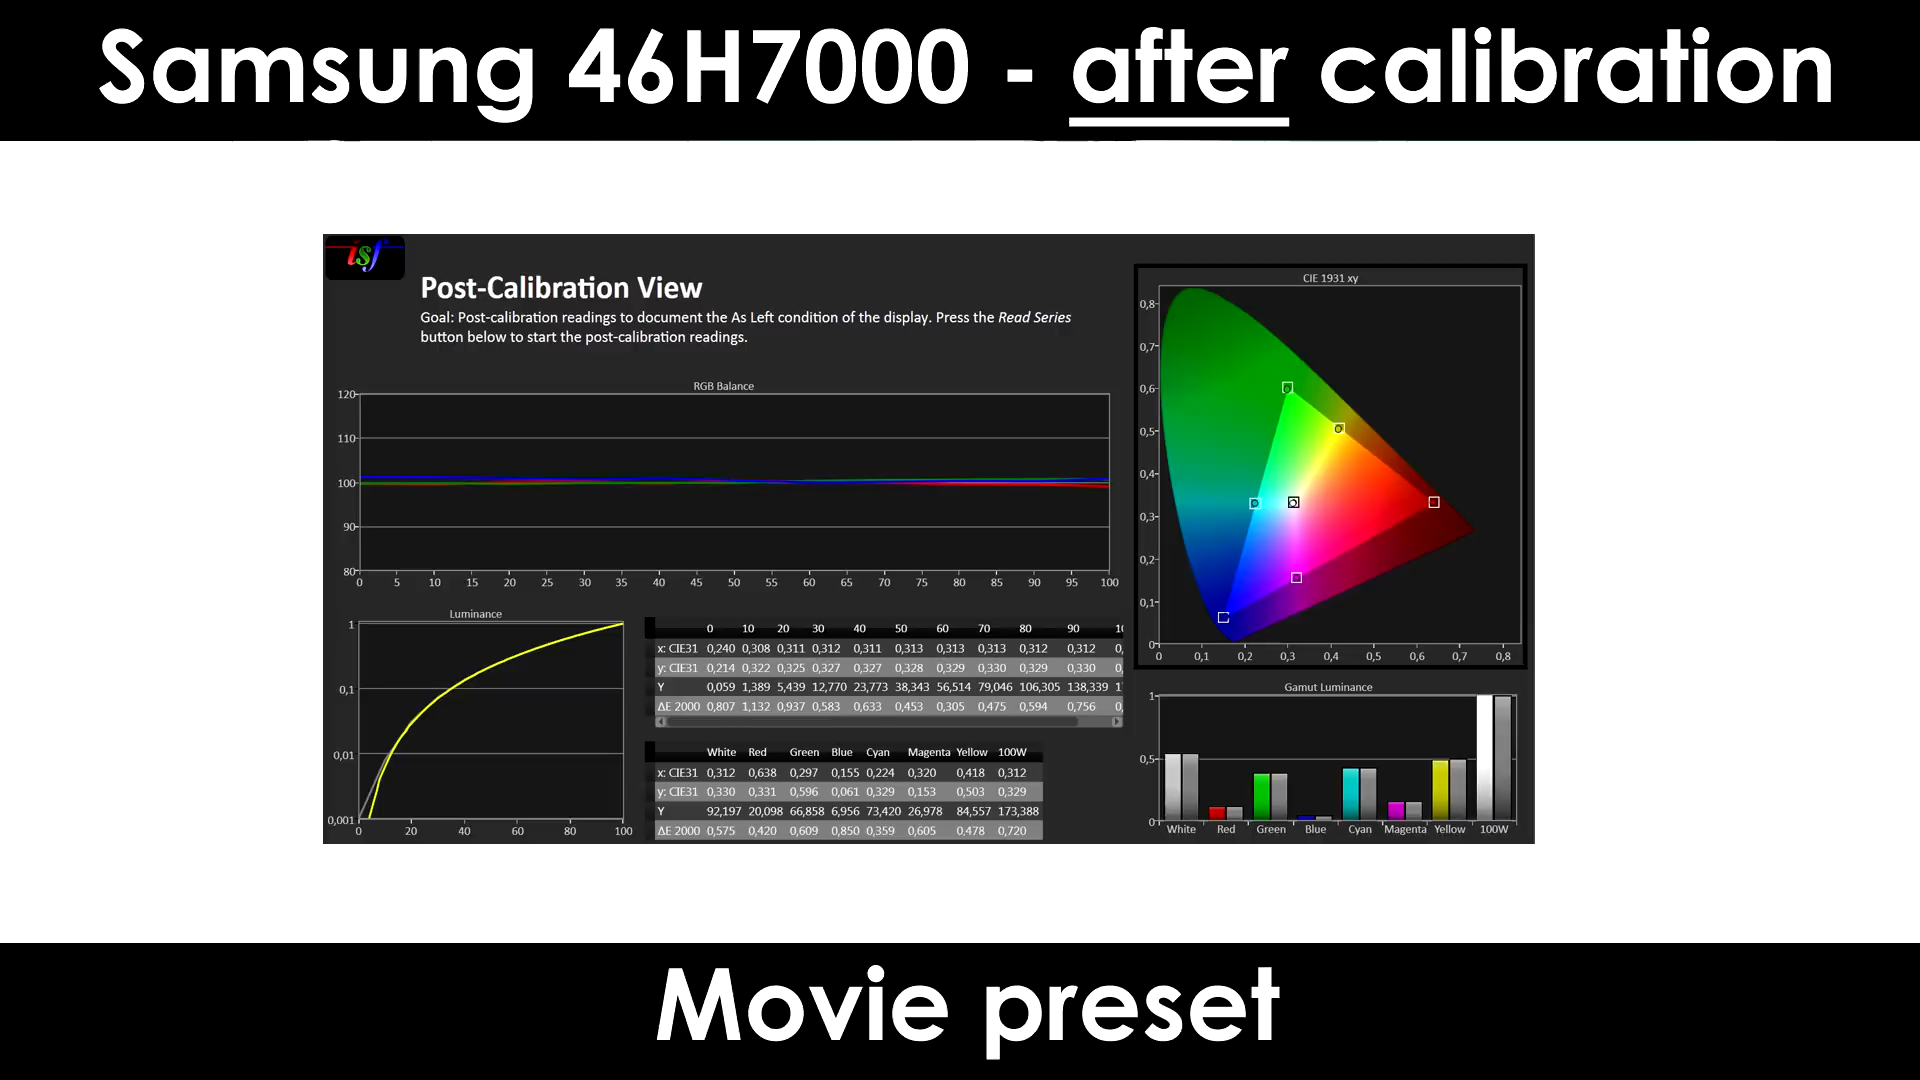 Samsung 46H7000 - after calibration
isf
Post-Calibration View
Goal: Post-calibration readings to document the As Left condition of the display. Press the Read Series
button below to start the post-calibration readings.
RGB Balance
120
110
100
90
80
0 5 10 15 20 25 30 35 40 45 50 55 60 65 70 75 80 85 90 95 100
Luminance
1
0,1
0,01
0,001
0 20 40 60 80 100
0 10 20 30 40 50 60 70 80 90
x: CIE31 0,240 0,308 0,311 0,312 0,311 0,313 0,313 0,313 0,312 0,312
y: CIE31 0,214 0,322 0,325 0,327 0,327 0,328 0,329 0,330 0,329 0,330
Y 0,059 1,389 5,439 12,770 23,773 38,343 56,514 79,046 106,305 138,339
ΔE 2000 0,807 1,132 0,937 0,583 0,633 0,453 0,305 0,475 0,594 0,756
White Red Green Blue Cyan Magenta Yellow 100W
x: CIE31 0,312 0,638 0,297 0,155 0,224 0,320 0,418 0,312
y: CIE31 0,330 0,331 0,596 0,061 0,329 0,153 0,503 0,329
Y 92,197 20,098 66,858 6,956 73,420 26,978 84,557 173,388
ΔE 2000 0,575 0,420 0,609 0,850 0,359 0,605 0,478 0,720
CIE 1931 xy
0,8
0,7
0,6
0,5
0,4
0,3
0,2
0,1
0
0 0,1 0,2 0,3 0,4 0,5 0,6 0,7 0,8
Gamut Luminance
1
0,5
0
White Red Green Blue Cyan Magenta Yellow 100W
Movie preset